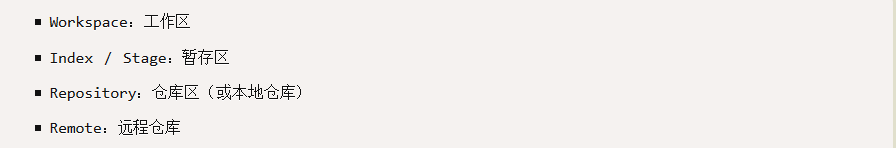 Workspace：工作区
Index / Stage：暂存区
Repository：仓库区（或本地仓库）
Remote：远程仓库